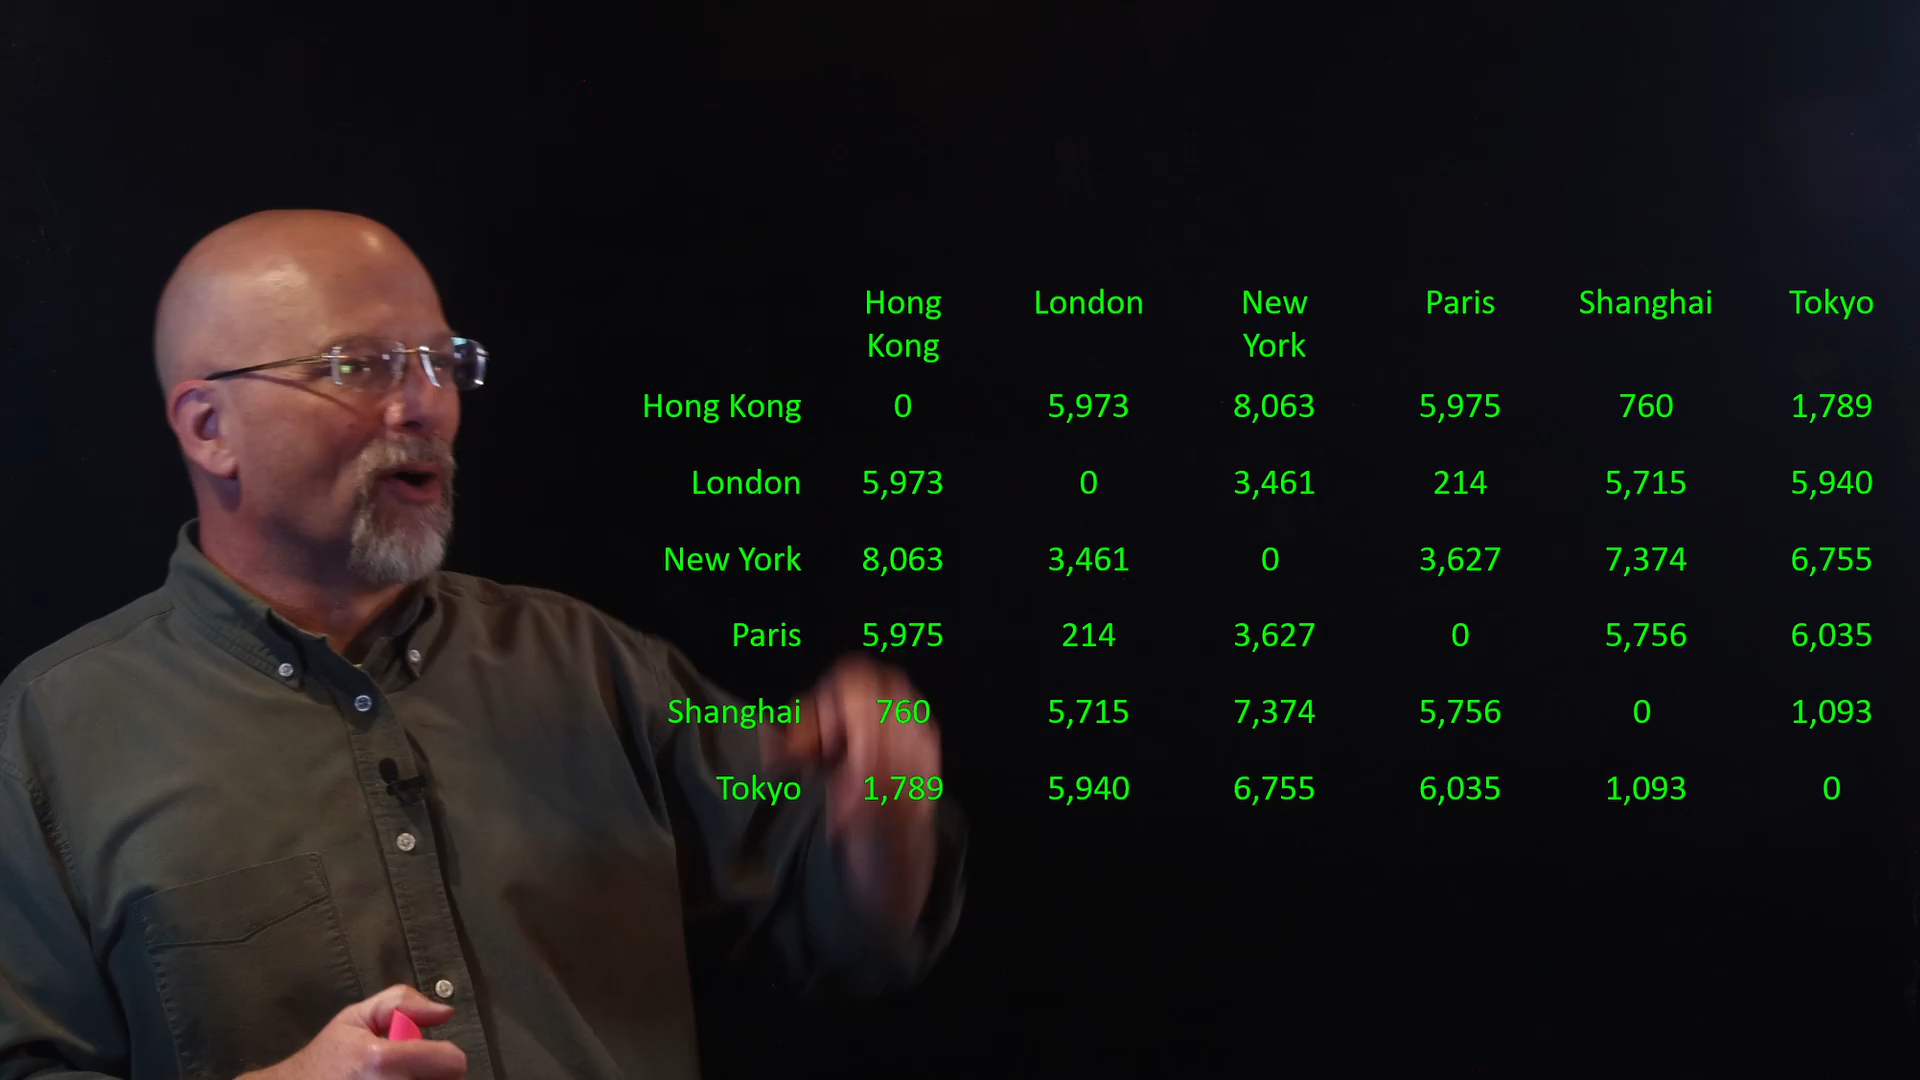 Hong London New Paris Shanghai Tokyo
Kong York
Hong Kong 0 5,973 8,063 5,975 760 1,789
London 5,973 0 3,461 214 5,715 5,940
New York 8,063 3,461 0 3,627 7,374 6,755
Paris 5,975 214 3,627 0 5,756 6,035
Shanghai 760 5,715 7,374 5,756 0 1,093
Tokyo 1,789 5,940 6,755 6,035 1,093 0